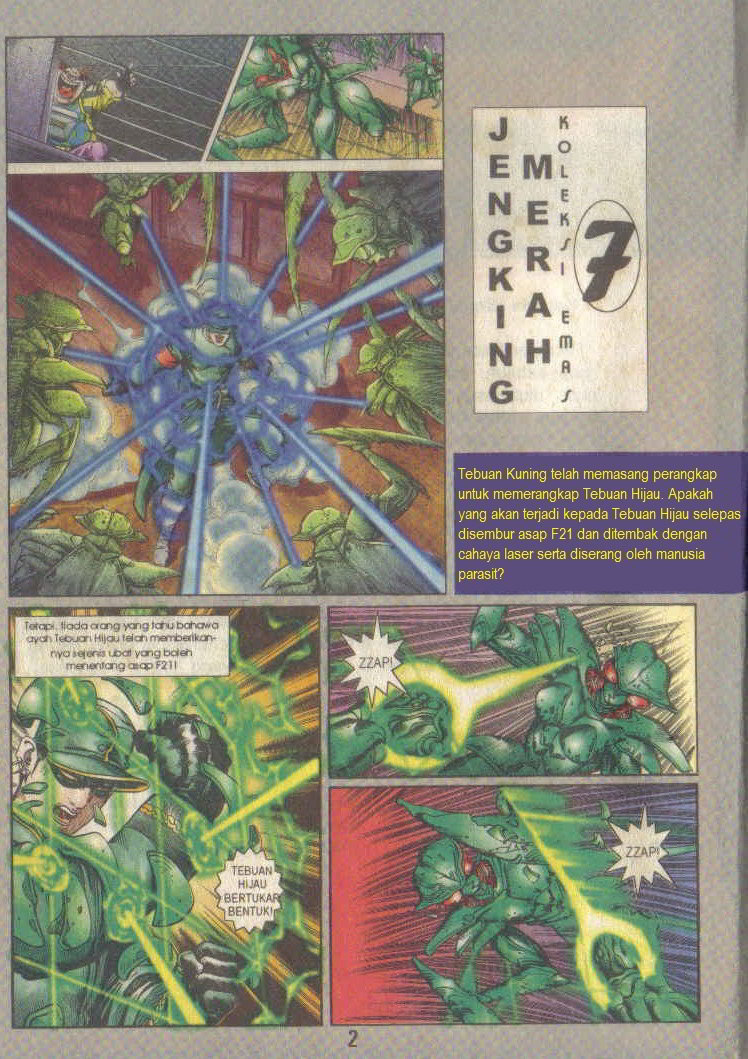 JENGKING
MERAH
KOLEKSI EMAS
7
Tebuan Kuning telah memasang perangkap
untuk memerangkap Tebuan Hijau. Apakah
yang akan terjadi kepada Tebuan Hijau selepas
disembur asap F21 dan ditembak dengan
cahaya laser serta diserang oleh manusia
parasit?
Tetapi, tiada orang yang tahu bahawa
ayah Tebuan Hijau telah memberikan-
nya sejenis ubat yang boleh
menentang asap F21!
TEBUAN
HIJAU
BERTUKAR
BENTUK!
ZZAP!
ZZAP!
2